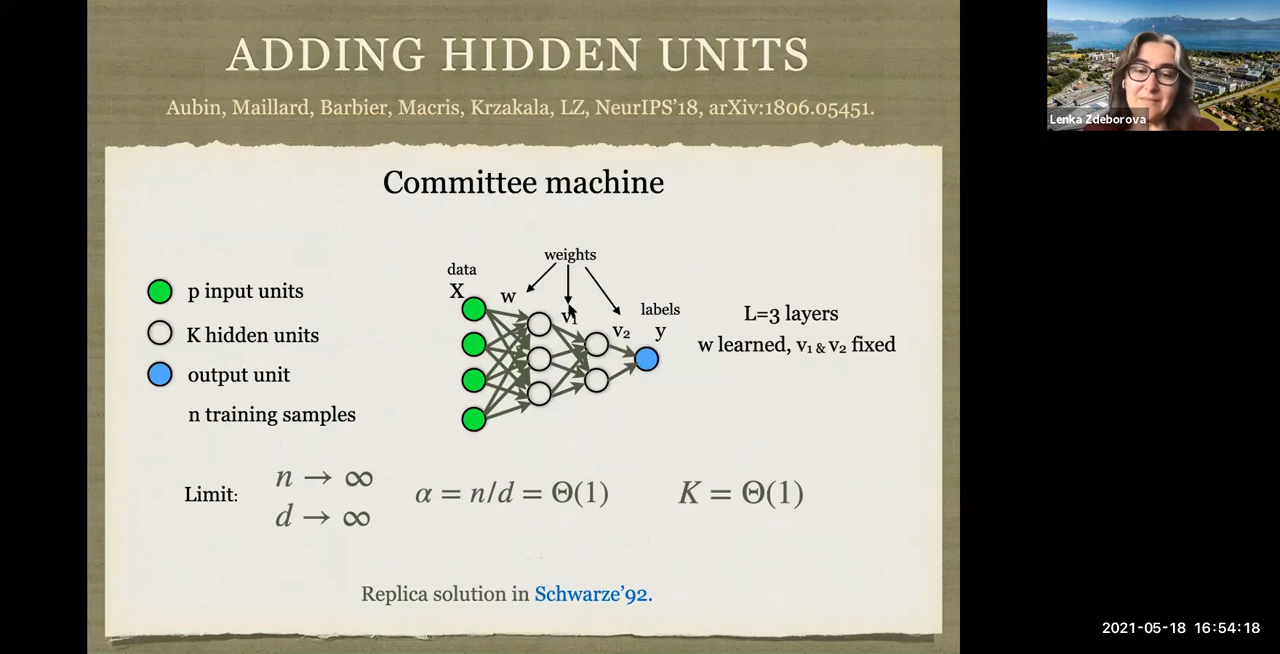 ADDING HIDDEN UNITS
Aubin, Maillard, Barbier, Macris, Krzakala, LZ, NeurIPS'18, arXiv:1806.05451.
Lenka Zdeborova
Committee machine
weights
data
X
w
v₁
v₂
labels
y
p input units
K hidden units
output unit
n training samples
L=3 layers
w learned, v₁ & v₂ fixed
Limit:
n → ∞
d → ∞
α = n/d = Θ(1)
K = Θ(1)
Replica solution in Schwarze'92.
2021-05-18 16:54:18